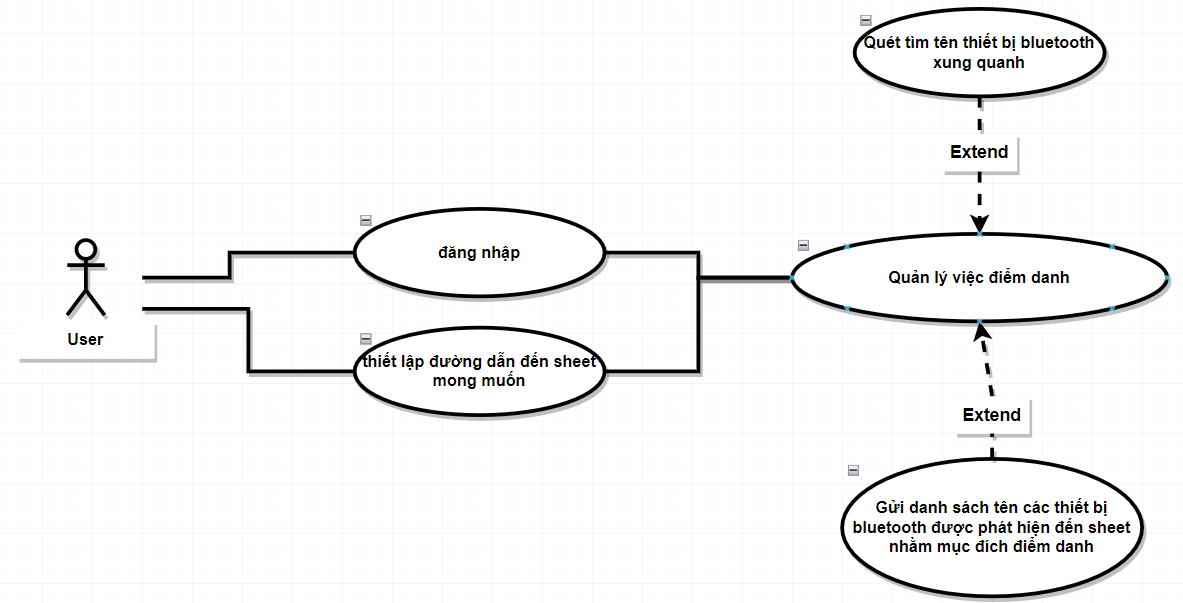 Quét tìm tên thiết bị bluetooth
xung quanh
Extend
đăng nhập
Quản lý việc điểm danh
User
thiết lập đường dẫn đến sheet
mong muốn
Extend
Gửi danh sách tên các thiết bị
bluetooth được phát hiện đến sheet
nhằm mục đích điểm danh